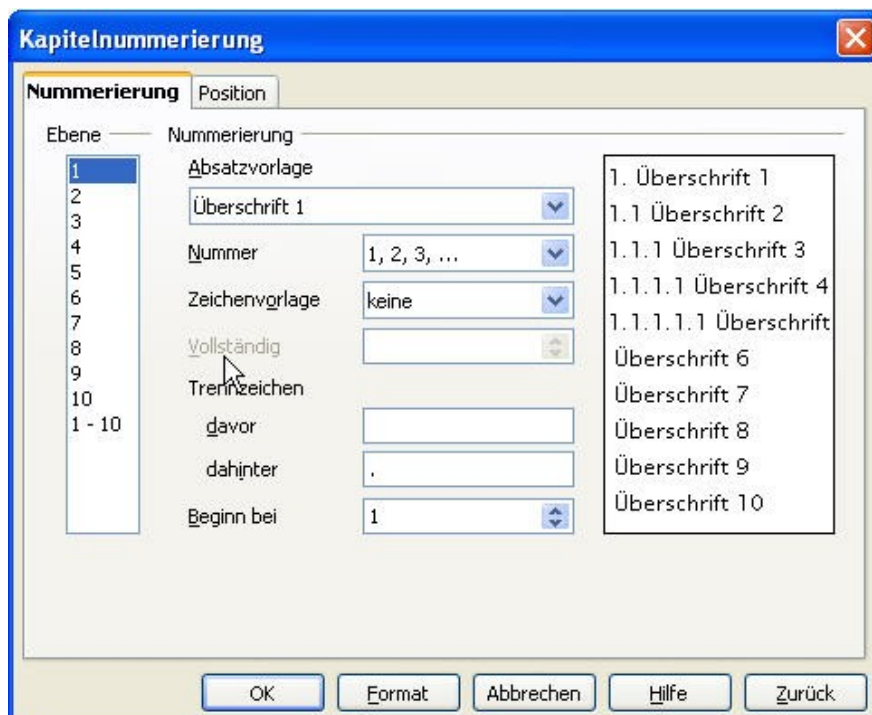 Kapitelnummerierung
Nummerierung Position
Ebene
1
2
3
4
5
6
7
8
9
10
1 - 10
Nummerierung
Absatzvorlage
Überschrift 1
Nummer 1, 2, 3, ...
Zeichenvorlage keine
Vollständig
Trennzeichen
davor
dahinter .
Beginn bei 1
1. Überschrift 1
1.1 Überschrift 2
1.1.1 Überschrift 3
1.1.1.1 Überschrift 4
1.1.1.1.1 Überschrift
Überschrift 6
Überschrift 7
Überschrift 8
Überschrift 9
Überschrift 10
OK Format Abbrechen Hilfe Zurück